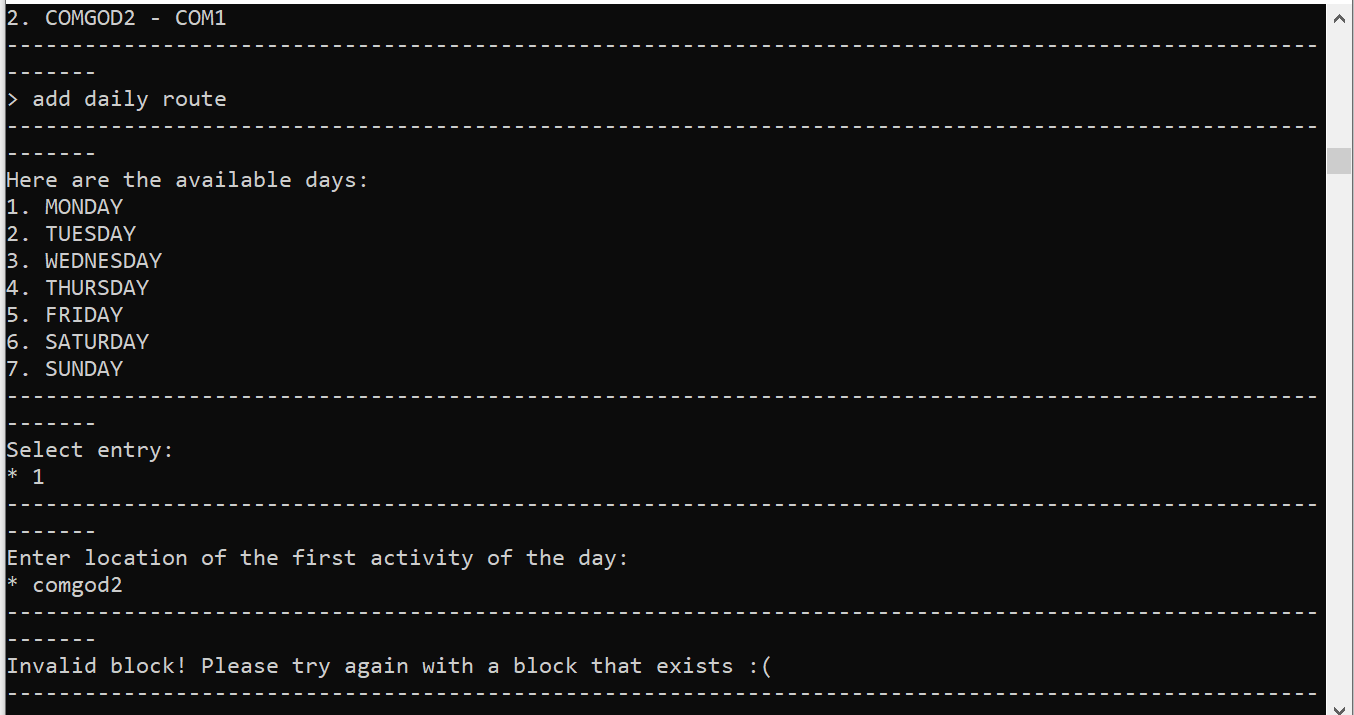 2. COMGOD2 - COM1
-----------------------------------------------------------------------------------------------------
-------
> add daily route
-----------------------------------------------------------------------------------------------------
-------
Here are the available days:
1. MONDAY
2. TUESDAY
3. WEDNESDAY
4. THURSDAY
5. FRIDAY
6. SATURDAY
7. SUNDAY
-----------------------------------------------------------------------------------------------------
-------
Select entry:
* 1
-----------------------------------------------------------------------------------------------------
-------
Enter location of the first activity of the day:
* comgod2
-----------------------------------------------------------------------------------------------------
-------
Invalid block! Please try again with a block that exists :(
-----------------------------------------------------------------------------------------------------